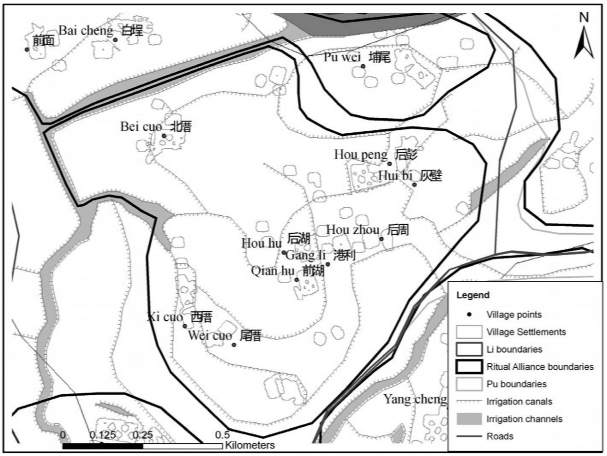 Bai cheng 白埕
前面
N
Pu wei 埔尾
Bei cuo 北厝
Hou peng 后彭
Hui bi 灰壁
Hou zhou 后周
Hou hu 后湖
Gang li 港利
Qian hu 前湖
Xi cuo 西厝
Wei cuo 尾厝
Yang cheng
Legend
Village points
Village Settlements
Li boundaries
Ritual Alliance boundaries
Pu boundaries
Irrigation canals
Irrigation channels
Roads
0 0.125 0.25 0.5
Kilometers